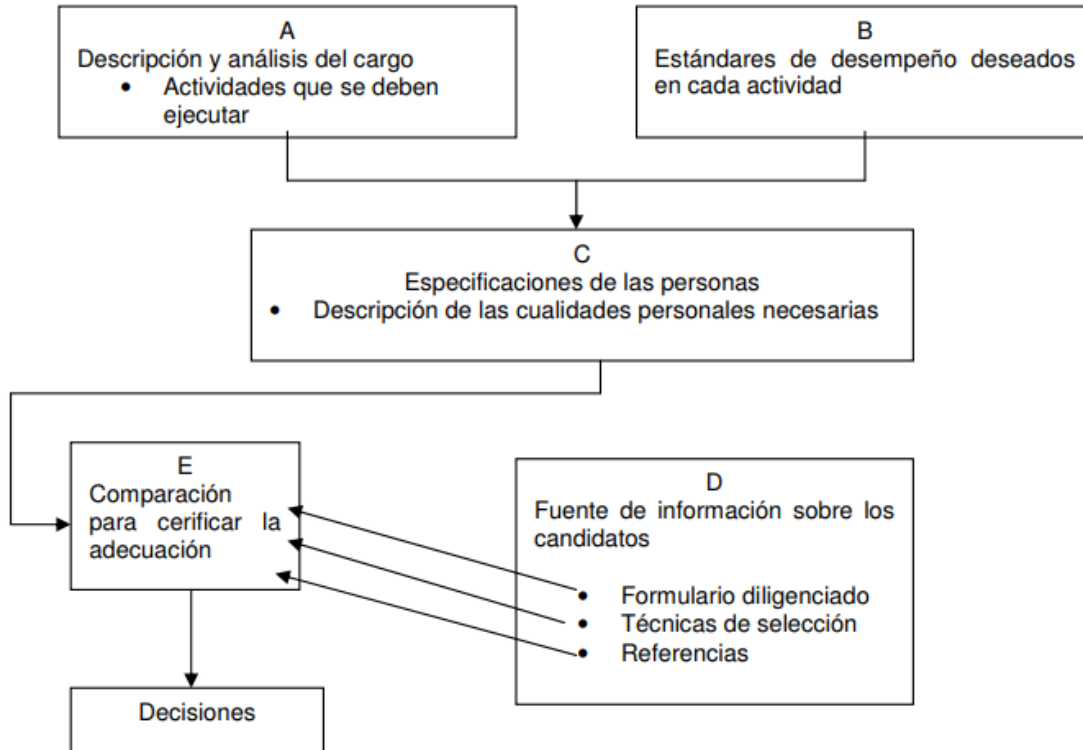 A
Descripción y análisis del cargo
• Actividades que se deben
ejecutar
B
Estándares de desempeño deseados
en cada actividad
C
Especificaciones de las personas
• Descripción de las cualidades personales necesarias
E
Comparación
para cerificar la
adecuación
D
Fuente de información sobre los
candidatos
• Formulario diligenciado
• Técnicas de selección
• Referencias
Decisiones